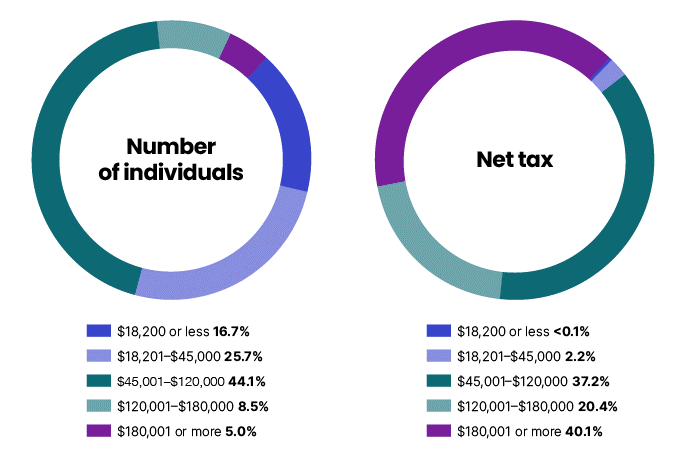 Number
of individuals
$18,200 or less 16.7%
$18,201–$45,000 25.7%
$45,001–$120,000 44.1%
$120,001–$180,000 8.5%
$180,001 or more 5.0%
Net tax
$18,200 or less <0.1%
$18,201–$45,000 2.2%
$45,001–$120,000 37.2%
$120,001–$180,000 20.4%
$180,001 or more 40.1%